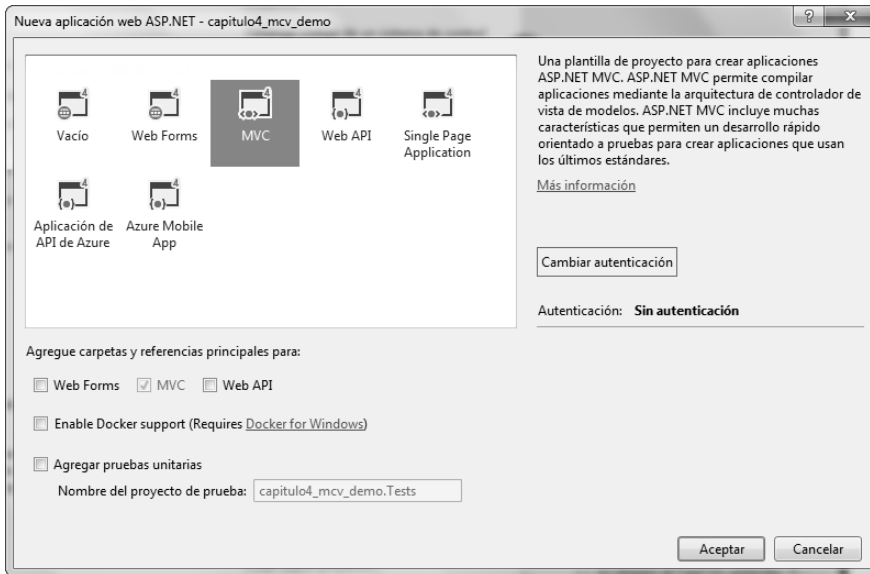 Nueva aplicación web ASP.NET - capitulo4_mcv_demo
Vacío
Web Forms
MVC
Web API
Single Page
Application
Aplicación de
API de Azure
Azure Mobile
App
Una plantilla de proyecto para crear aplicaciones
ASP.NET MVC. ASP.NET MVC permite compilar
aplicaciones mediante la arquitectura de controlador de
vista de modelos. ASP.NET MVC incluye muchas
características que permiten un desarrollo rápido
orientado a pruebas para crear aplicaciones que usan
los últimos estándares.
Más información
Cambiar autenticación
Autenticación: Sin autenticación
Agregue carpetas y referencias principales para:
Web Forms MVC Web API
Enable Docker support (Requires Docker for Windows)
Agregar pruebas unitarias
Nombre del proyecto de prueba: capitulo4_mcv_demo.Tests
Aceptar Cancelar